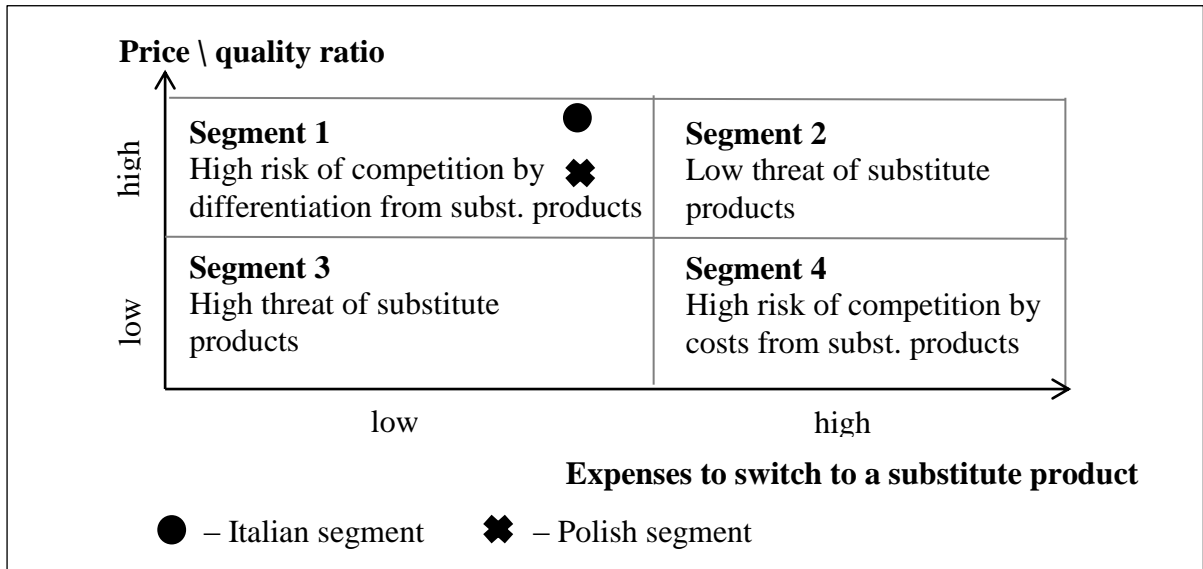 Price \ quality ratio
high
Segment 1
High risk of competition by
differentiation from subst. products
Segment 2
Low threat of substitute
products
low
Segment 3
High threat of substitute
products
Segment 4
High risk of competition by
costs from subst. products
low
high
Expenses to switch to a substitute product
– Italian segment
– Polish segment